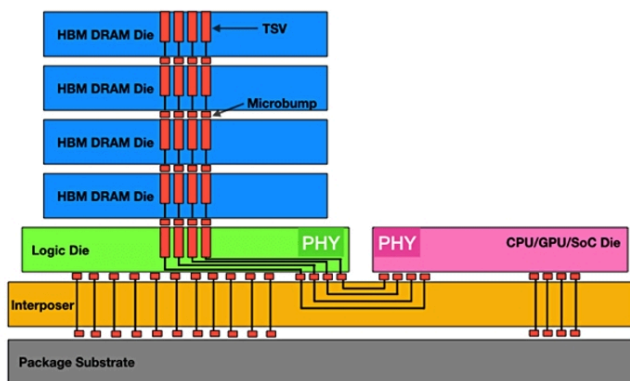 HBM DRAM Die
TSV
HBM DRAM Die
Microbump
HBM DRAM Die
HBM DRAM Die
Logic Die
PHY
PHY
CPU/GPU/SoC Die
Interposer
Package Substrate